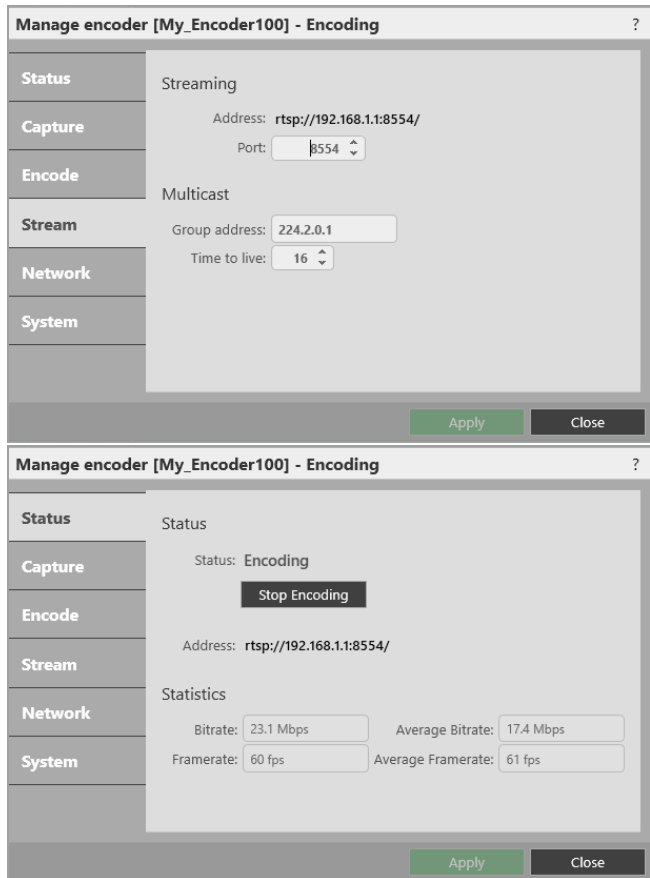 Manage encoder [My_Encoder100] - Encoding ?
Status
Capture
Encode
Stream
Network
System
Streaming
Address: rtsp://192.168.1.1:8554/
Port: 8554
Multicast
Group address: 224.2.0.1
Time to live: 16
Apply Close
Manage encoder [My_Encoder100] - Encoding ?
Status
Capture
Encode
Stream
Network
System
Status
Status: Encoding
Stop Encoding
Address: rtsp://192.168.1.1:8554/
Statistics
Bitrate: 23.1 Mbps Average Bitrate: 17.4 Mbps
Framerate: 60 fps Average Framerate: 61 fps
Apply Close